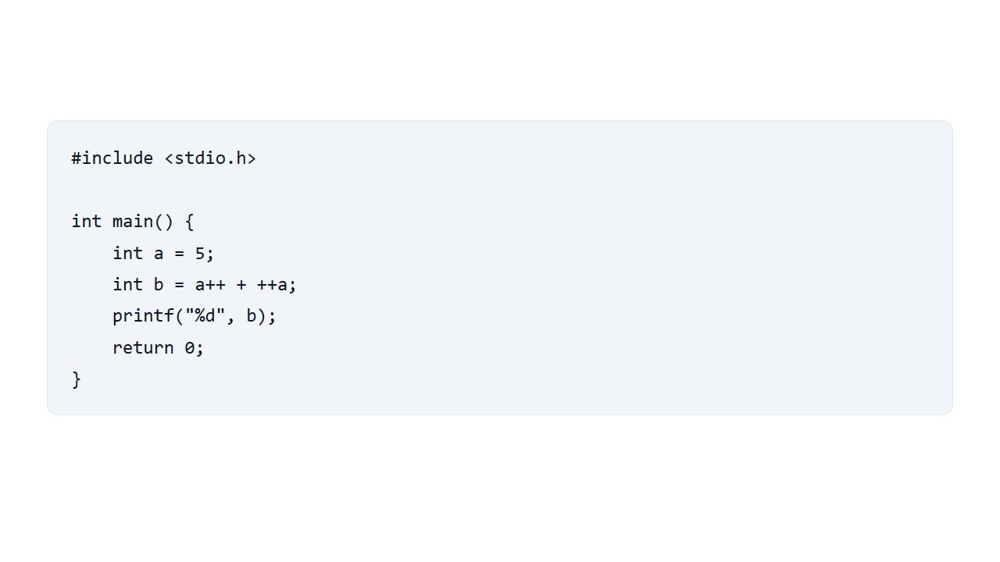 #include <stdio.h>

int main() {
    int a = 5;
    int b = a++ + ++a;
    printf("%d", b);
    return 0;
}